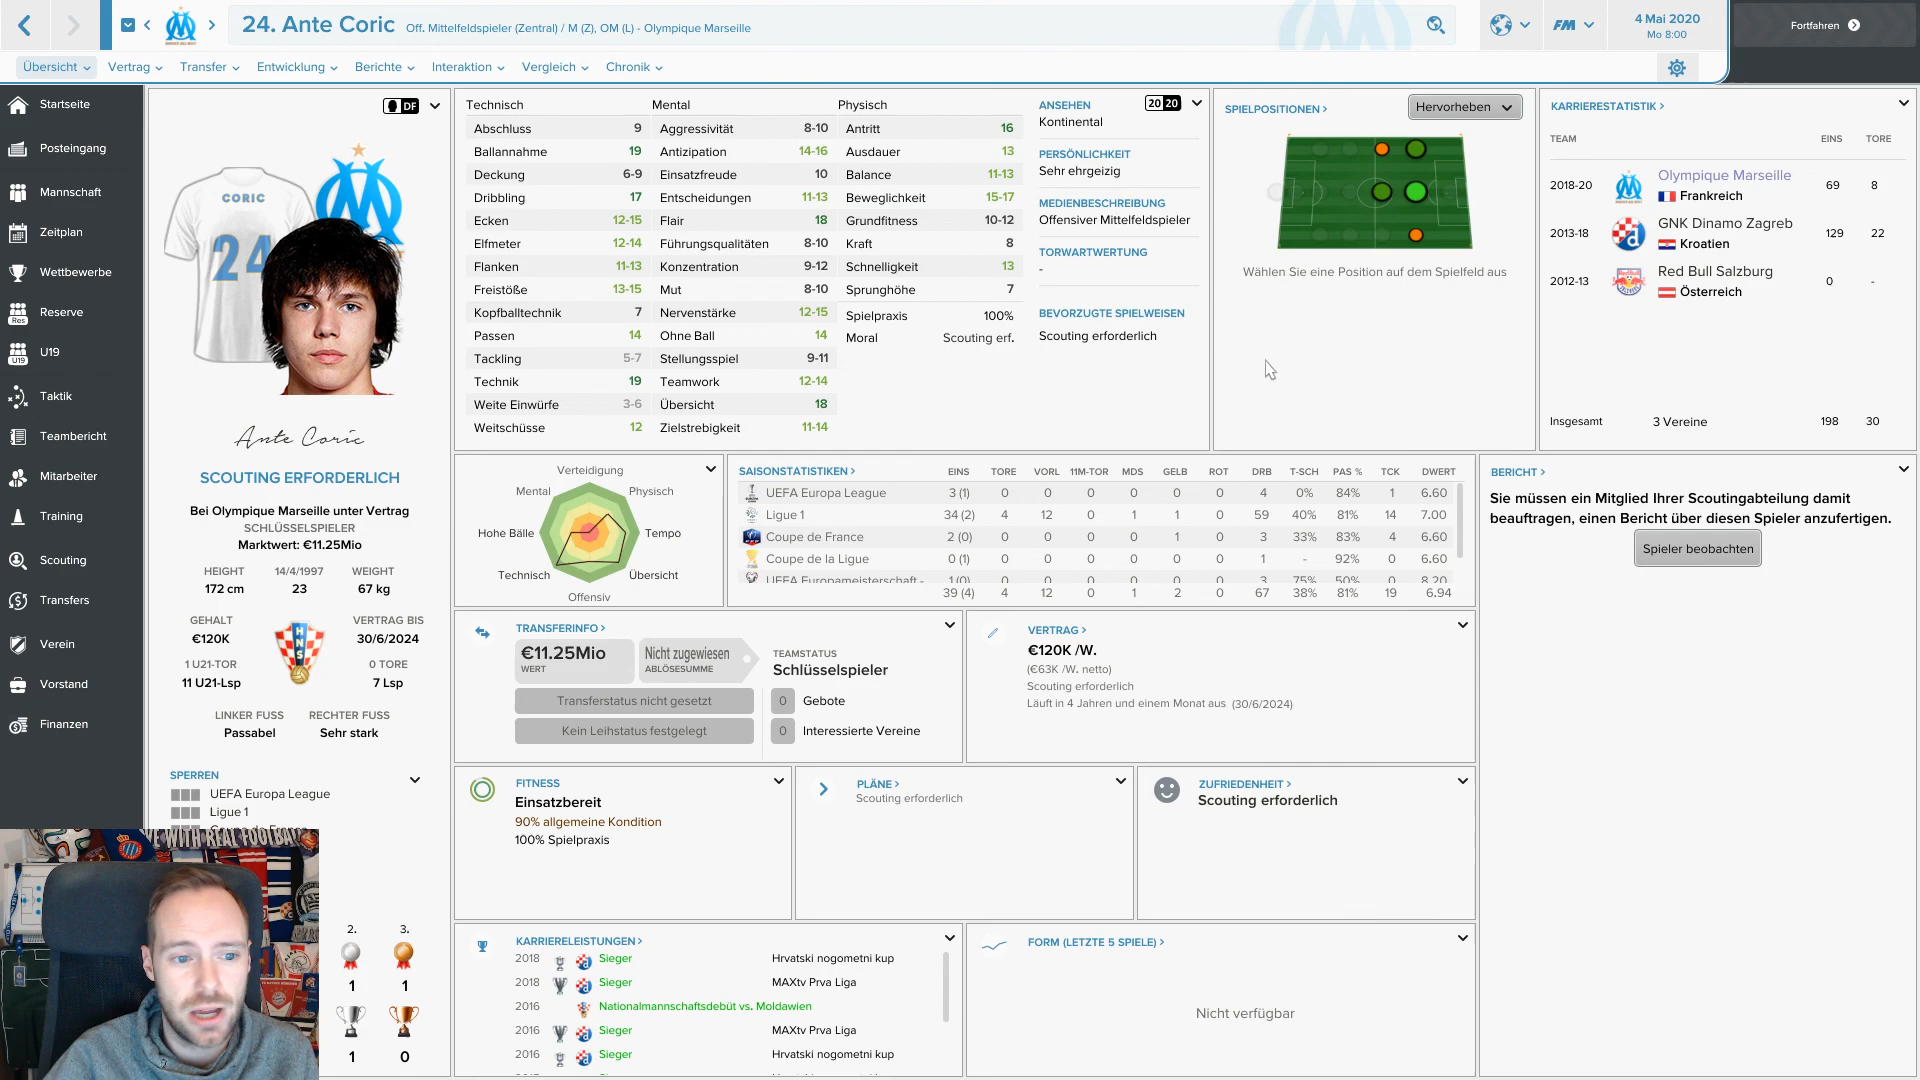 24. Ante Coric
Off. Mittelfeldspieler (Zentral) / M (Z), OM (L) - Olympique Marseille
FM
4 Mai 2020
Mo 8:00
Fortfahren
Übersicht
Vertrag
Transfer
Entwicklung
Berichte
Interaktion
Vergleich
Chronik
Startseite
Posteingang
Mannschaft
Zeitplan
Wettbewerbe
Reserve
U19
Taktik
Teambericht
Mitarbeiter
Training
Scouting
Transfers
Verein
Vorstand
Finanzen
DF
CORIC
24
Ante Coric
SCOUTING ERFORDERLICH
Bei Olympique Marseille unter Vertrag
SCHLÜSSELSPIELER
Marktwert: €11.25Mio
HEIGHT 14/4/1997 WEIGHT
172 cm 23 67 kg
GEHALT VERTRAG BIS
€120K 30/6/2024
1 U21-TOR 0 TORE
11 U21-Lsp 7 Lsp
LINKER FUSS RECHTER FUSS
Passabel Sehr stark
SPERREN
UEFA Europa League
Ligue 1
2. 3.
1 1
1 0
Technisch
Abschluss 9
Ballannahme 19
Deckung 6-9
Dribbling 17
Ecken 12-15
Elfmeter 12-14
Flanken 11-13
Freistöße 13-15
Kopfballtechnik 7
Passen 14
Tackling 5-7
Technik 19
Weite Einwürfe 3-6
Weitschüsse 12
Mental
Aggressivität 8-10
Antizipation 14-16
Einsatzfreude 10
Entscheidungen 11-13
Flair 18
Führungsqualitäten 8-10
Konzentration 9-12
Mut 8-10
Nervenstärke 12-15
Ohne Ball 14
Stellungsspiel 9-11
Teamwork 12-14
Übersicht 18
Zielstrebigkeit 11-14
Physisch
Antritt 16
Ausdauer 13
Balance 11-13
Beweglichkeit 15-17
Grundfitness 10-12
Kraft 8
Schnelligkeit 13
Sprunghöhe 7
Spielpraxis 100%
Moral Scouting erf.
ANSEHEN 20 20
Kontinental
PERSÖNLICHKEIT
Sehr ehrgeizig
MEDIENBESCHREIBUNG
Offensiver Mittelfeldspieler
TORWARTWERTUNG
-
BEVORZUGTE SPIELWEISEN
Scouting erforderlich
SPIELPOSITIONEN >
Hervorheben
Wählen Sie eine Position auf dem Spielfeld aus
KARRIERESTATISTIK >
TEAM EINS TORE
2018-20 Olympique Marseille 69 8
Frankreich
2013-18 GNK Dinamo Zagreb 129 22
Kroatien
2012-13 Red Bull Salzburg 0 -
Österreich
Insgesamt 3 Vereine 198 30
Verteidigung
Mental Physisch
Hohe Bälle Tempo
Technisch Übersicht
Offensiv
SAISONSTATISTIKEN > EINS TORE VORL 11M-TOR MDS GELB ROT DRB T-SCH PAS % TCK DWERT
UEFA Europa League 3 (1) 0 0 0 0 0 0 4 0% 84% 1 6.60
Ligue 1 34 (2) 4 12 0 1 1 0 59 40% 81% 14 7.00
Coupe de France 2 (0) 0 0 0 0 1 0 3 33% 83% 4 6.60
Coupe de la Ligue 0 (1) 0 0 0 0 0 0 1 - 92% 0 6.60
UEFA Europameisterschaft - 1 (0) 0 0 0 0 0 0 3 75% 50% 0 8.20
39 (4) 4 12 0 1 2 0 67 38% 81% 19 6.94
BERICHT >
Sie müssen ein Mitglied Ihrer Scoutingabteilung damit
beauftragen, einen Bericht über diesen Spieler anzufertigen.
Spieler beobachten
TRANSFERINFO >
€11.25Mio
WERT
Nicht zugewiesen
ABLÖSESUMME
TEAMSTATUS
Schlüsselspieler
Transferstatus nicht gesetzt
0 Gebote
Kein Leihstatus festgelegt
0 Interessierte Vereine
VERTRAG >
€120K /W.
(€63K /W. netto)
Scouting erforderlich
Läuft in 4 Jahren und einem Monat aus (30/6/2024)
FITNESS
Einsatzbereit
90% allgemeine Kondition
100% Spielpraxis
PLÄNE >
Scouting erforderlich
ZUFRIEDENHEIT >
Scouting erforderlich
KARRIERELEISTUNGEN >
2018 Sieger Hrvatski nogometni kup
2018 Sieger MAXtv Prva Liga
2016 Nationalmannschaftsdebüt vs. Moldawien
2016 Sieger MAXtv Prva Liga
2016 Sieger Hrvatski nogometni kup
FORM (LETZTE 5 SPIELE) >
Nicht verfügbar